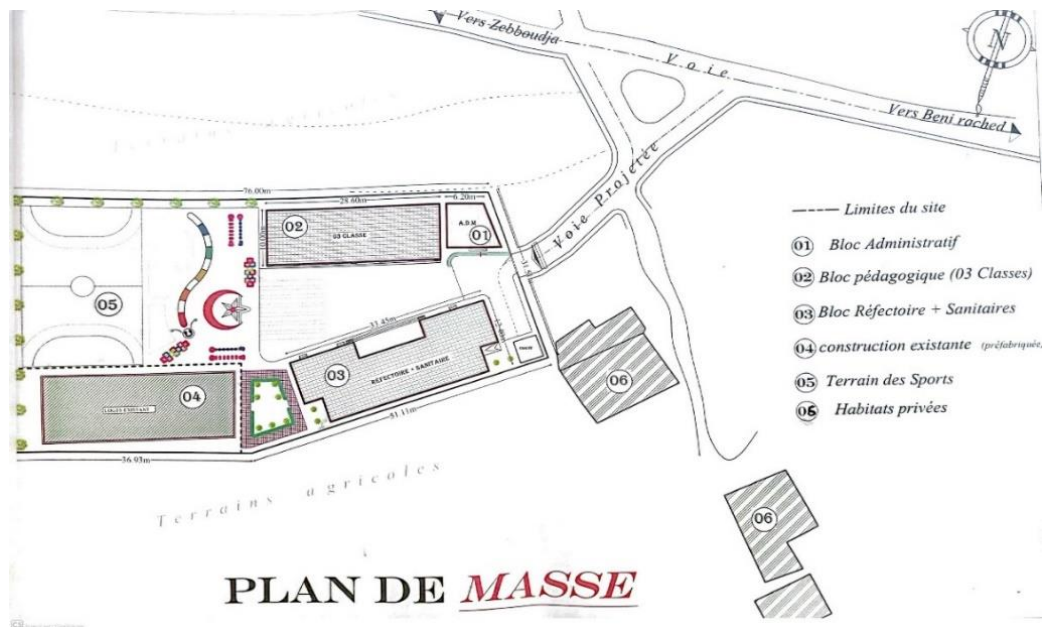 Vers Zebboudja
Voie
N
Vers Beni rached
Voie Projetée
76.00m
28.60m
6.20m
A.D.M
01
02
03 CLASSE
05
31.45m
03
REFECTOIRE + SANITAIRE
04
51.11m
36.93m
06
06
Terrains agricoles
Limites du site
01 Bloc Administratif
02 Bloc pédagogique (03 Classes)
03 Bloc Réfectoire + Sanitaires
04 construction existante (préfabriquée)
05 Terrain des Sports
06 Habitats privées
PLAN DE MASSE